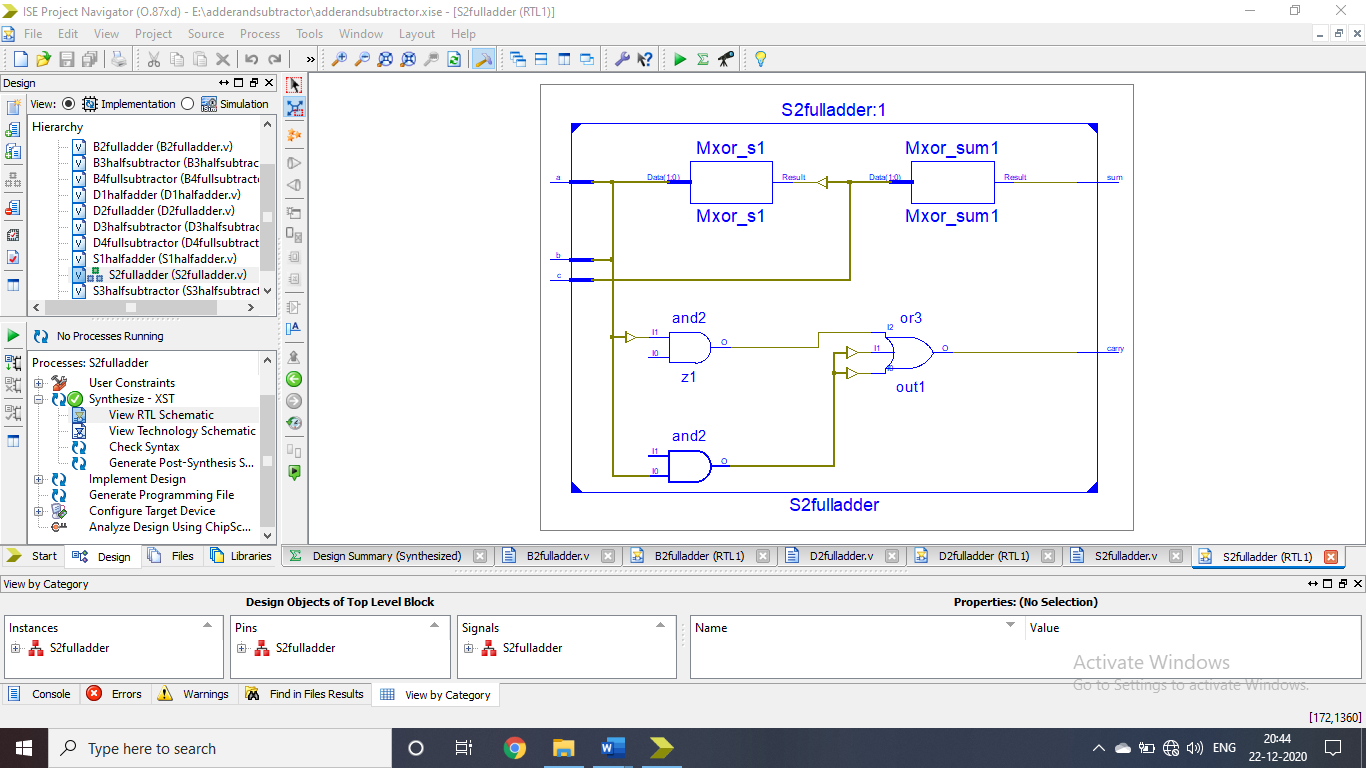 ISE Project Navigator (O.87xd) - E:\adderandsubtractor\adderandsubtractor.xise - [S2fulladder (RTL1)]
File Edit View Project Source Process Tools Window Layout Help
Design
View: Implementation Simulation
Hierarchy
B2fulladder (B2fulladder.v)
B3halfsubtractor (B3halfsubtrac
B4fullsubtractor (B4fullsubtract
D1halfadder (D1halfadder.v)
D2fulladder (D2fulladder.v)
D3halfsubtractor (D3halfsubtrac
D4fullsubtractor (D4fullsubtract
S1halfadder (S1halfadder.v)
S2fulladder (S2fulladder.v)
S3halfsubtractor (S3halfsubtract
No Processes Running
Processes: S2fulladder
User Constraints
Synthesize - XST
View RTL Schematic
View Technology Schematic
Check Syntax
Generate Post-Synthesis S...
Implement Design
Generate Programming File
Configure Target Device
Analyze Design Using ChipSc...
Start Design Files Libraries
S2fulladder:1
Mxor_s1 Mxor_sum1
a Data(1:0) Result Data(1:0) Result sum
Mxor_s1 Mxor_sum1
b
c
and2 or3
I1 O I2
I0 I1 O carry
z1 I0
out1
and2
I1 O
I0
S2fulladder
Design Summary (Synthesized) B2fulladder.v B2fulladder (RTL1) D2fulladder.v D2fulladder (RTL1) S2fulladder.v S2fulladder (RTL1)
View by Category
Design Objects of Top Level Block Properties: (No Selection)
Instances Pins Signals Name Value
S2fulladder S2fulladder S2fulladder
Activate Windows
Go to Settings to activate Windows.
Console Errors Warnings Find in Files Results View by Category
[172,1360]
Type here to search
ENG 20:44
22-12-2020